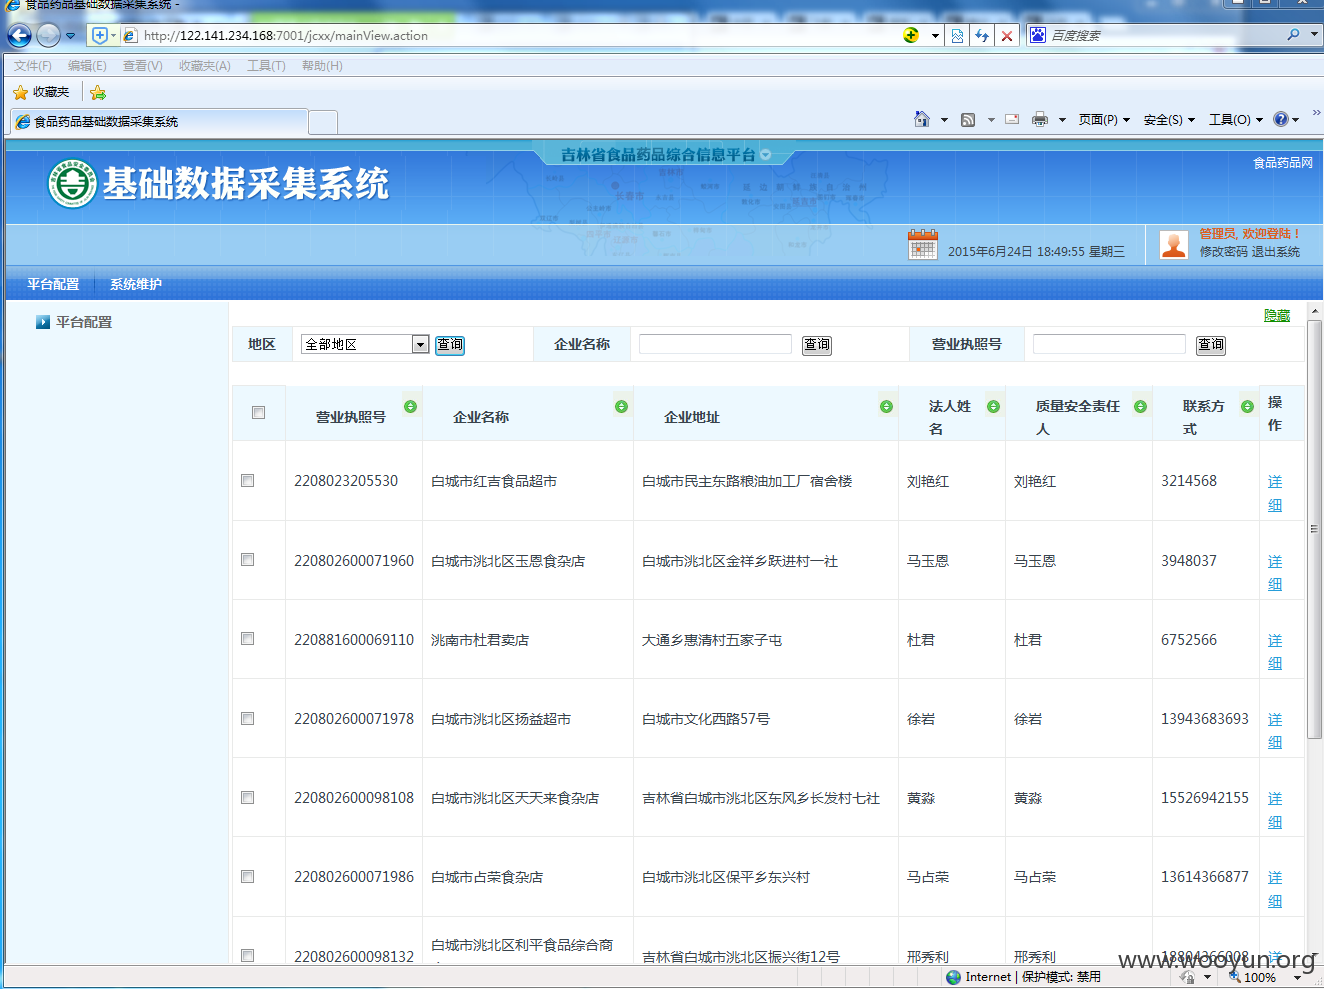 食品药品基础数据采集系统 -
http://122.141.234.168:7001/jcxx/mainView.action
百度搜索
文件(F) 编辑(E) 查看(V) 收藏夹(A) 工具(T) 帮助(H)
收藏夹
食品药品基础数据采集系统
页面(P) 安全(S) 工具(O)
吉林省食品药品综合信息平台
食品药品网
基础数据采集系统
2015年6月24日 18:49:55 星期三
管理员, 欢迎登陆！
修改密码 退出系统
平台配置 系统维护
平台配置
隐藏
地区 全部地区 查询 企业名称 查询 营业执照号 查询
营业执照号 企业名称 企业地址 法人姓名 质量安全责任人 联系方式 操作
2208023205530 白城市红吉食品超市 白城市民主东路粮油加工厂宿舍楼 刘艳红 刘艳红 3214568 详细
220802600071960 白城市洮北区玉恩食杂店 白城市洮北区金祥乡跃进村一社 马玉恩 马玉恩 3948037 详细
220881600069110 洮南市杜君卖店 大通乡惠清村五家子屯 杜君 杜君 6752566 详细
220802600071978 白城市洮北区扬益超市 白城市文化西路57号 徐岩 徐岩 13943683693 详细
220802600098108 白城市洮北区天天来食杂店 吉林省白城市洮北区东风乡长发村七社 黄淼 黄淼 15526942155 详细
220802600071986 白城市占荣食杂店 白城市洮北区保平乡东兴村 马占荣 马占荣 13614366877 详细
220802600098132 白城市洮北区利平食品综合商 吉林省白城市洮北区振兴街12号 邢秀利 邢秀利 18804366008 详
www.wooyun.org
Internet | 保护模式: 禁用
100%